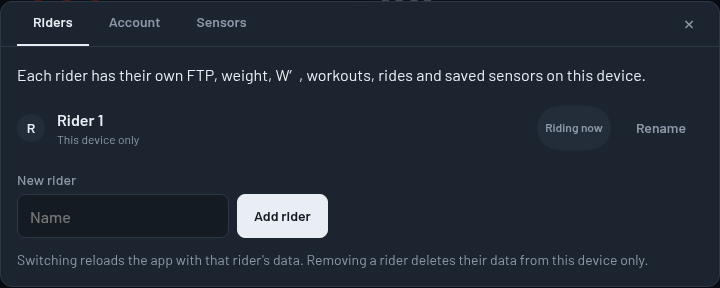 Riders Account Sensors ×
Each rider has their own FTP, weight, W′ , workouts, rides and saved sensors on this device.
R Rider 1 Riding now Rename
This device only
New rider
Name Add rider
Switching reloads the app with that rider's data. Removing a rider deletes their data from this device only.